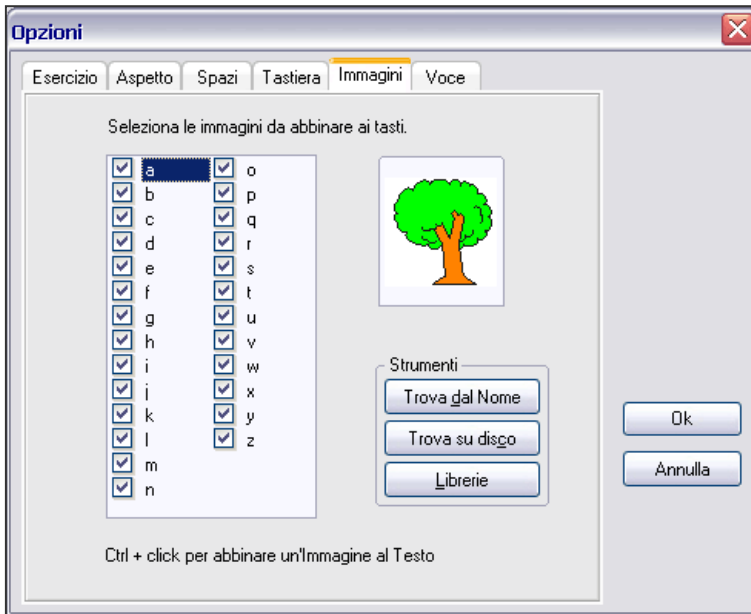 Opzioni
Esercizio Aspetto Spazi Tastiera Immagini Voce
Seleziona le immagini da abbinare ai tasti.
a o
b p
c q
d r
e s
f t
g u
h v
i w
j x
k y
l z
m
n
Strumenti
Trova dal Nome
Trova su disco
Librerie
Ok
Annulla
Ctrl + click per abbinare un'Immagine al Testo